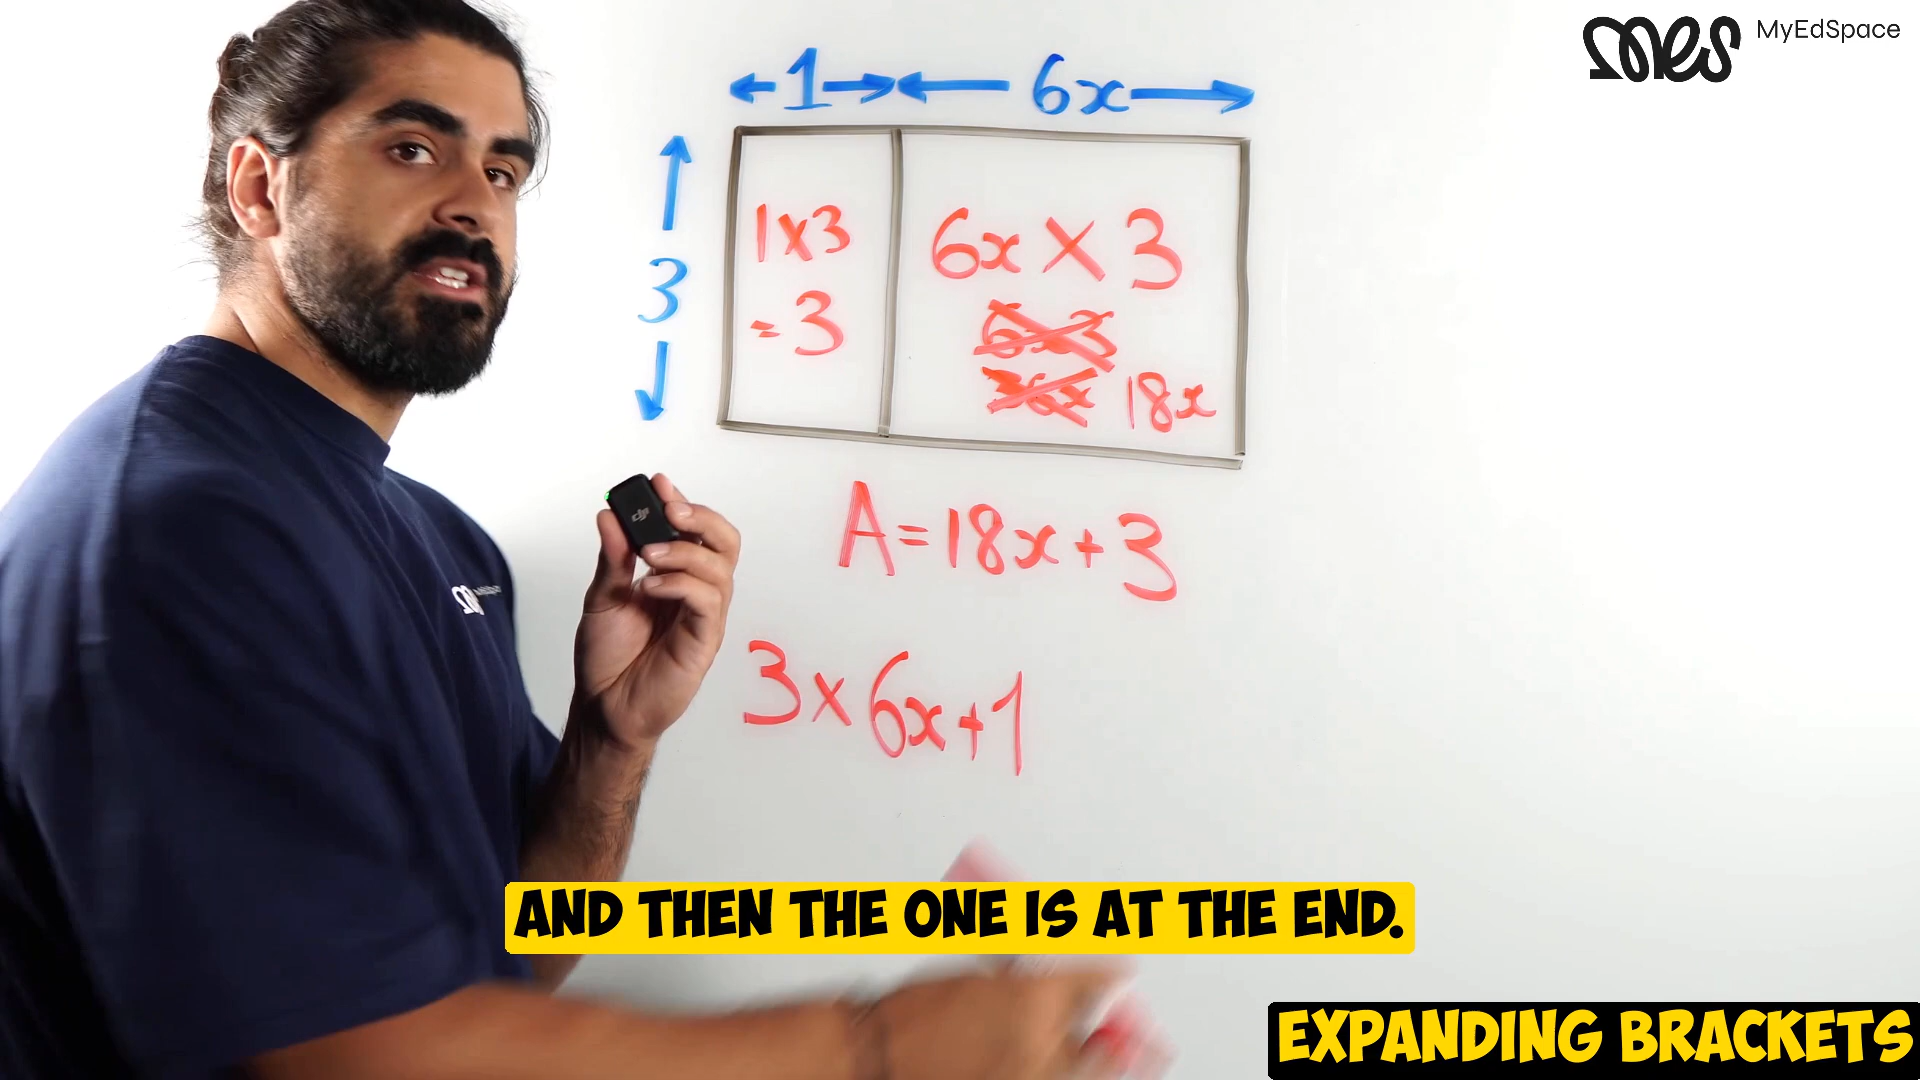 mes MyEdSpace
1 6x
3
1x3
= 3
6x × 3
18x
A = 18x + 3
3 × 6x + 1
AND THEN THE ONE IS AT THE END.
EXPANDING BRACKETS